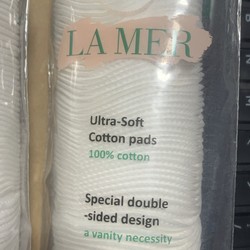 LA MER
Ultra-Soft
Cotton pads
100% cotton
Special double
-sided design
a vanity necessity